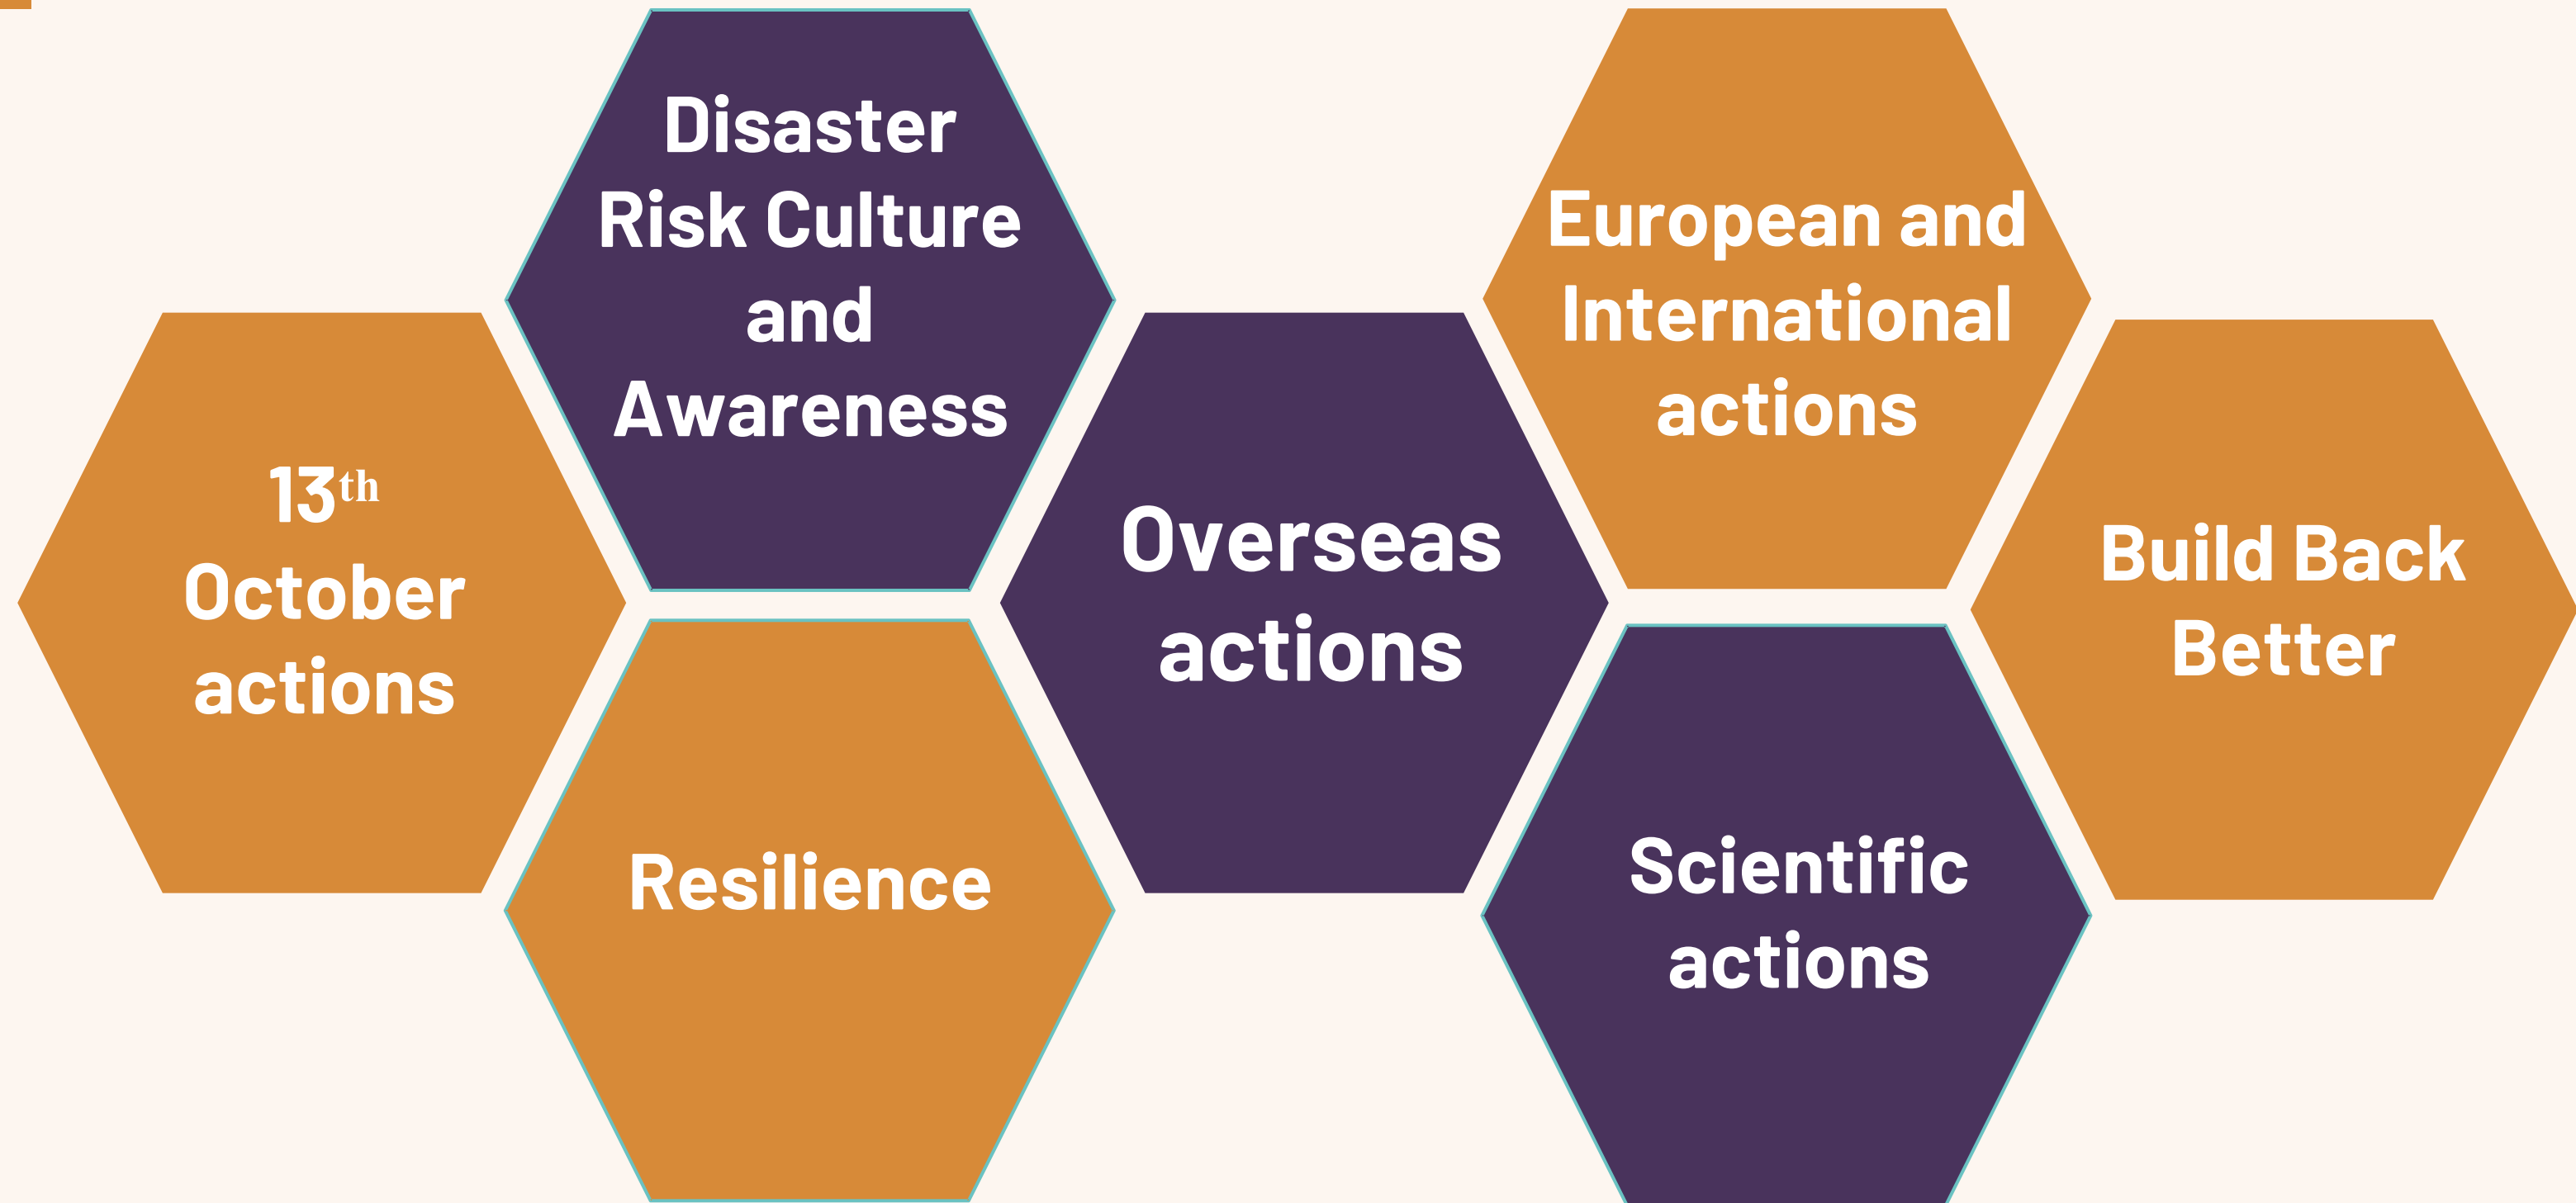 13th
October
actions
Disaster
Risk Culture
and
Awareness
Resilience
Overseas
actions
European and
International
actions
Scientific
actions
Build Back
Better